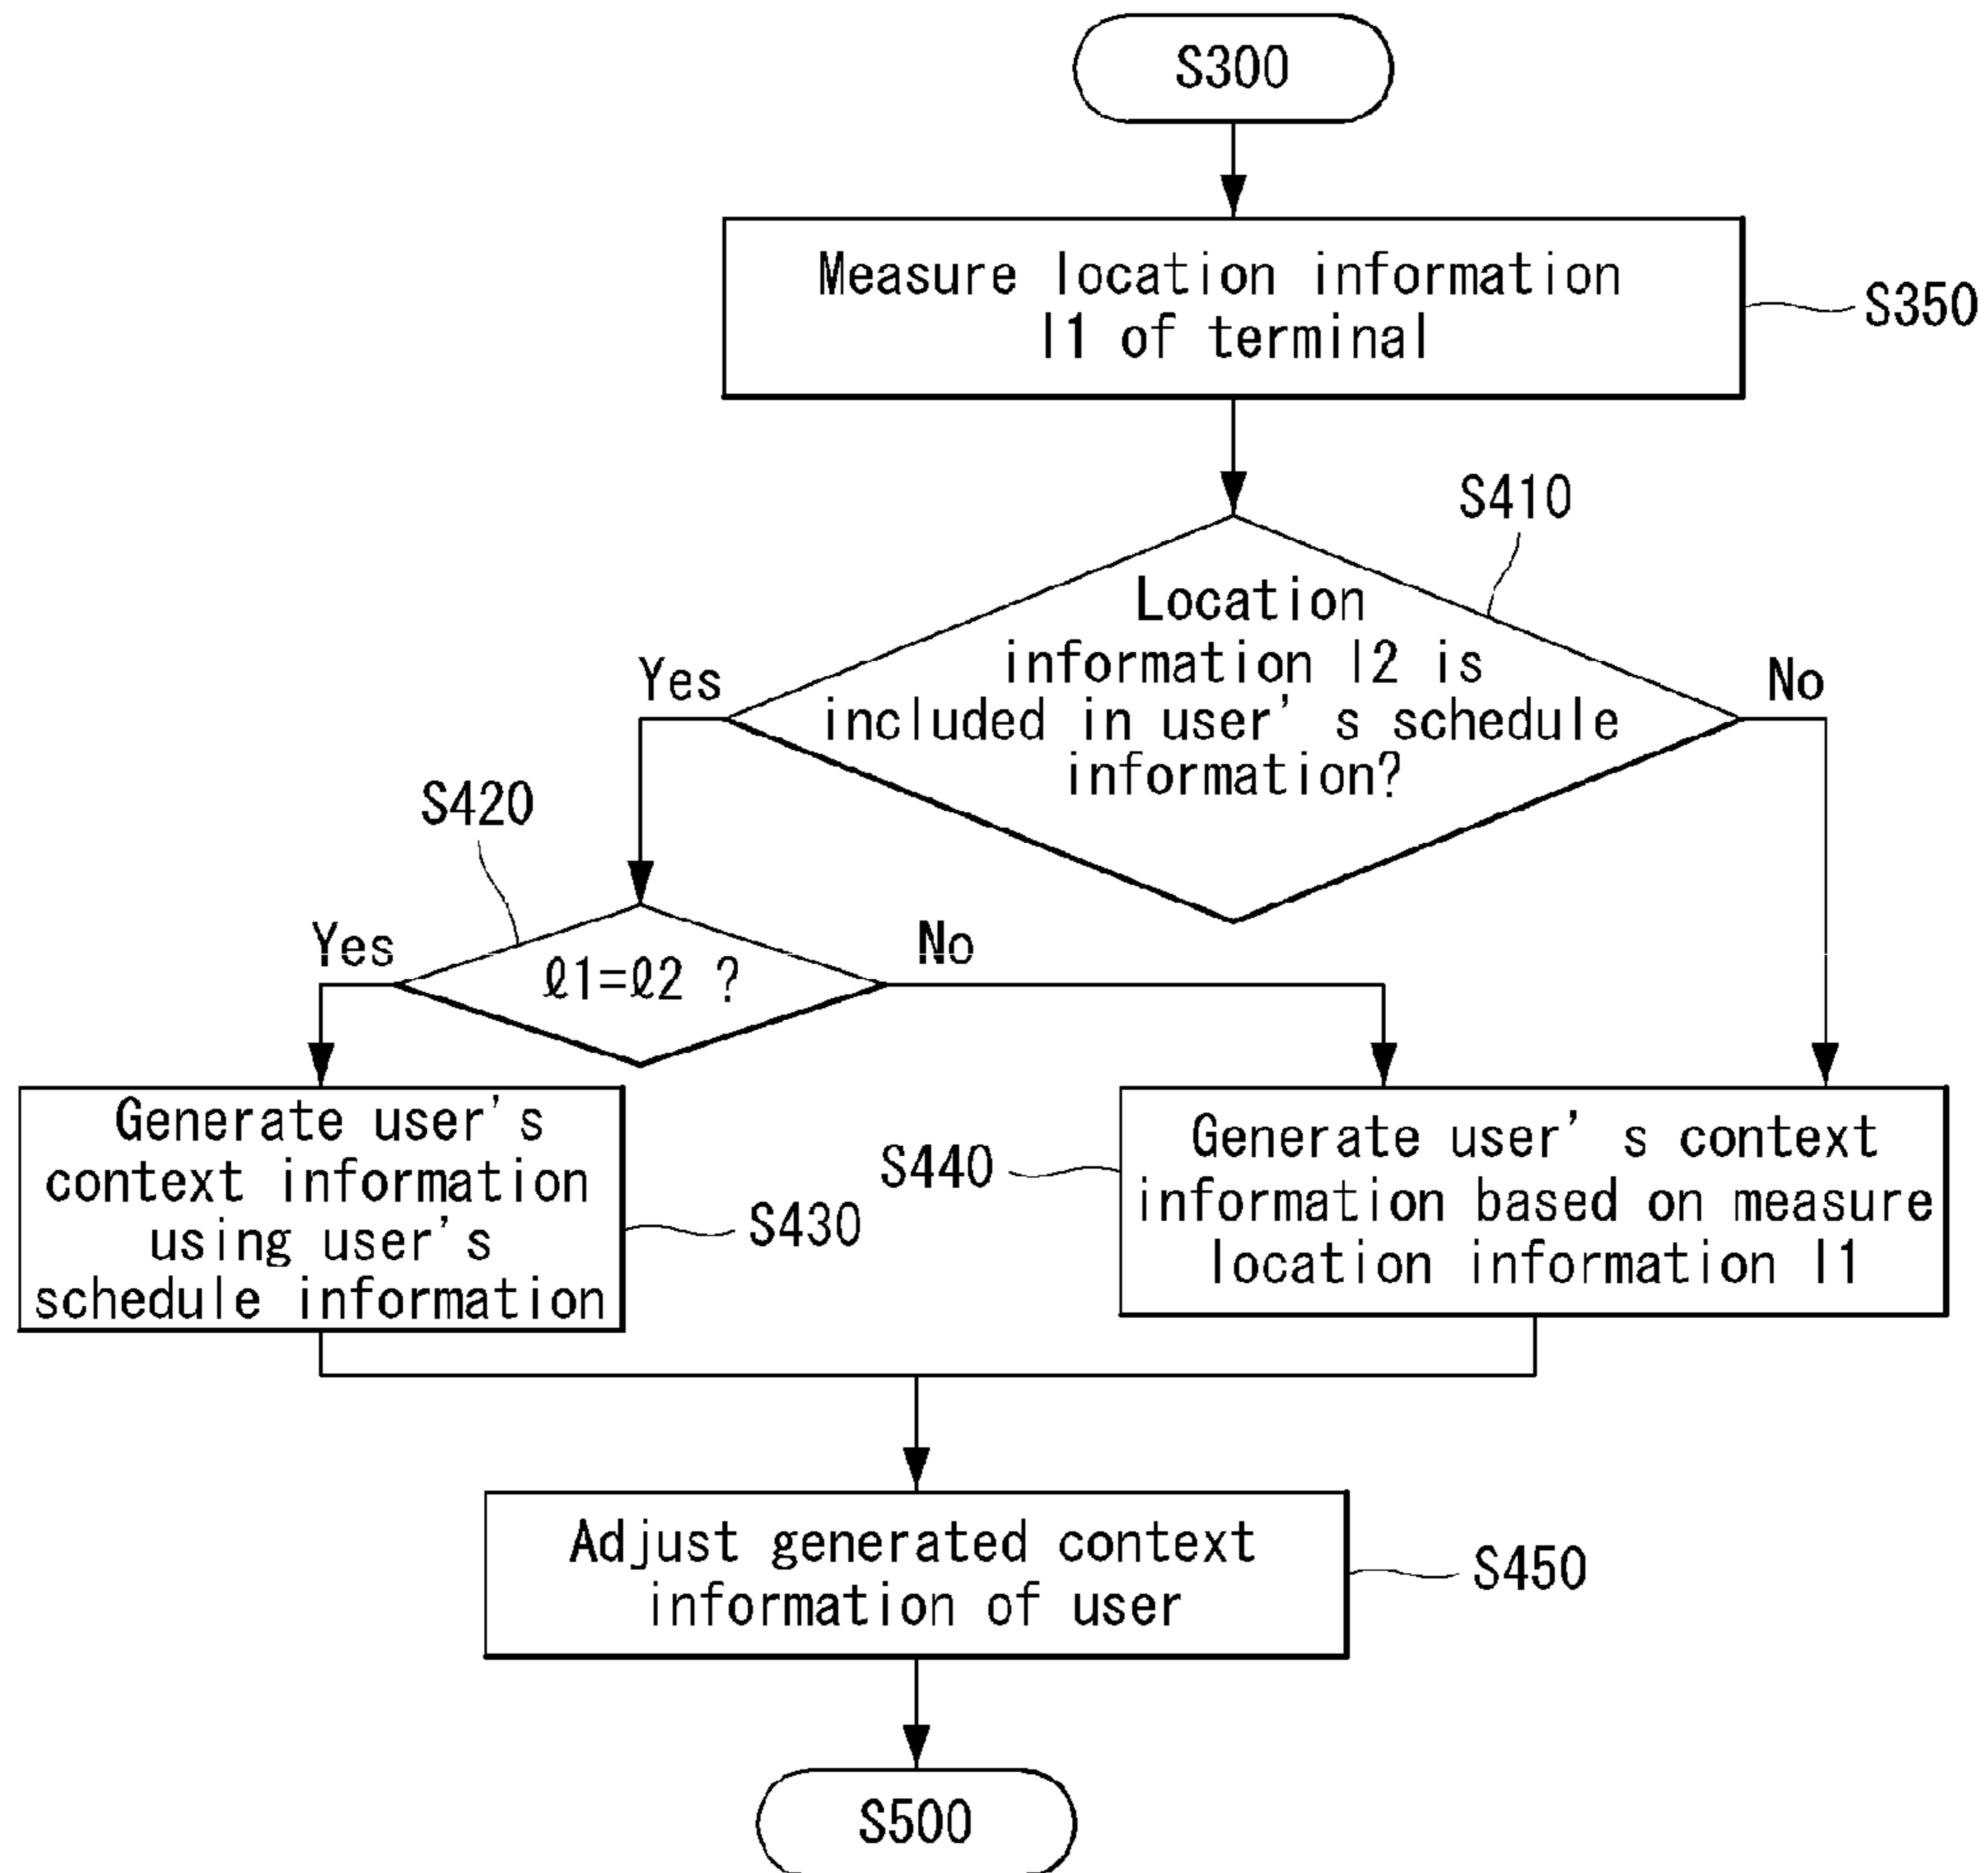 S300
Measure location information
l1 of terminal
S350
S410
Location
information l2 is
included in user's schedule
information?
Yes
No
S420
Yes
No
ℓ1=ℓ2 ?
Generate user's
context information
using user's
schedule information
S430
S440
Generate user's context
information based on measure
location information l1
Adjust generated context
information of user
S450
S500